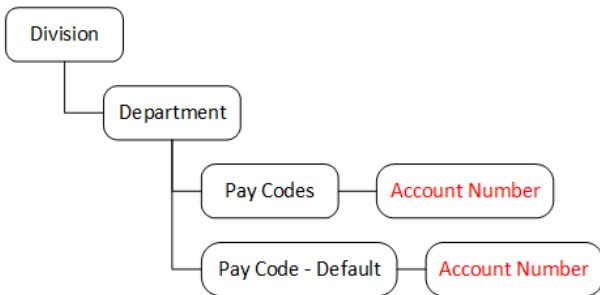 Division
Department
Pay Codes
Account Number
Pay Code - Default
Account Number